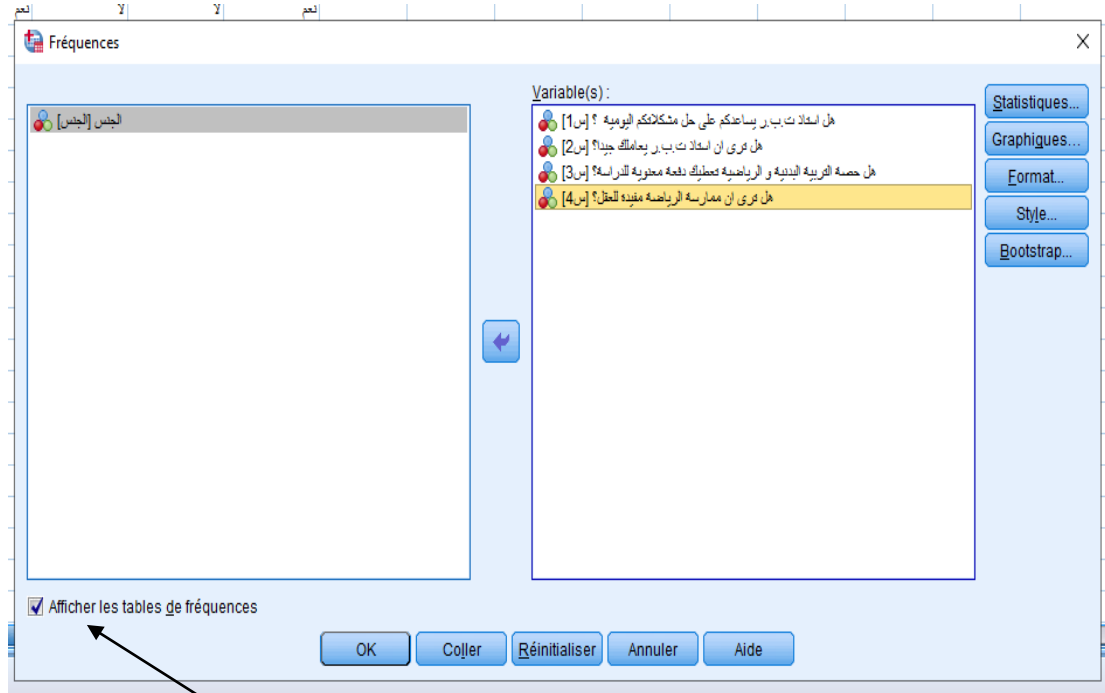 نعم لا لا نعم
Fréquences
Variable(s) :
الجنس [الجنس]
هل استاذ ت.ب.ر يساعدكم على حل مشكلاتكم اليومية ؟ [س1]
هل ترى ان استاذ ت.ب.ر يعاملك جيدا؟ [س2]
هل حصة التربية البدنية و الرياضية تعطيك دفعة معنوية للدراسة؟ [س3]
هل ترى ان ممارسة الرياضة مفيدة للعقل؟ [س4]
Statistiques...
Graphiques...
Format...
Style...
Bootstrap...
Afficher les tables de fréquences
OK Coller Réinitialiser Annuler Aide